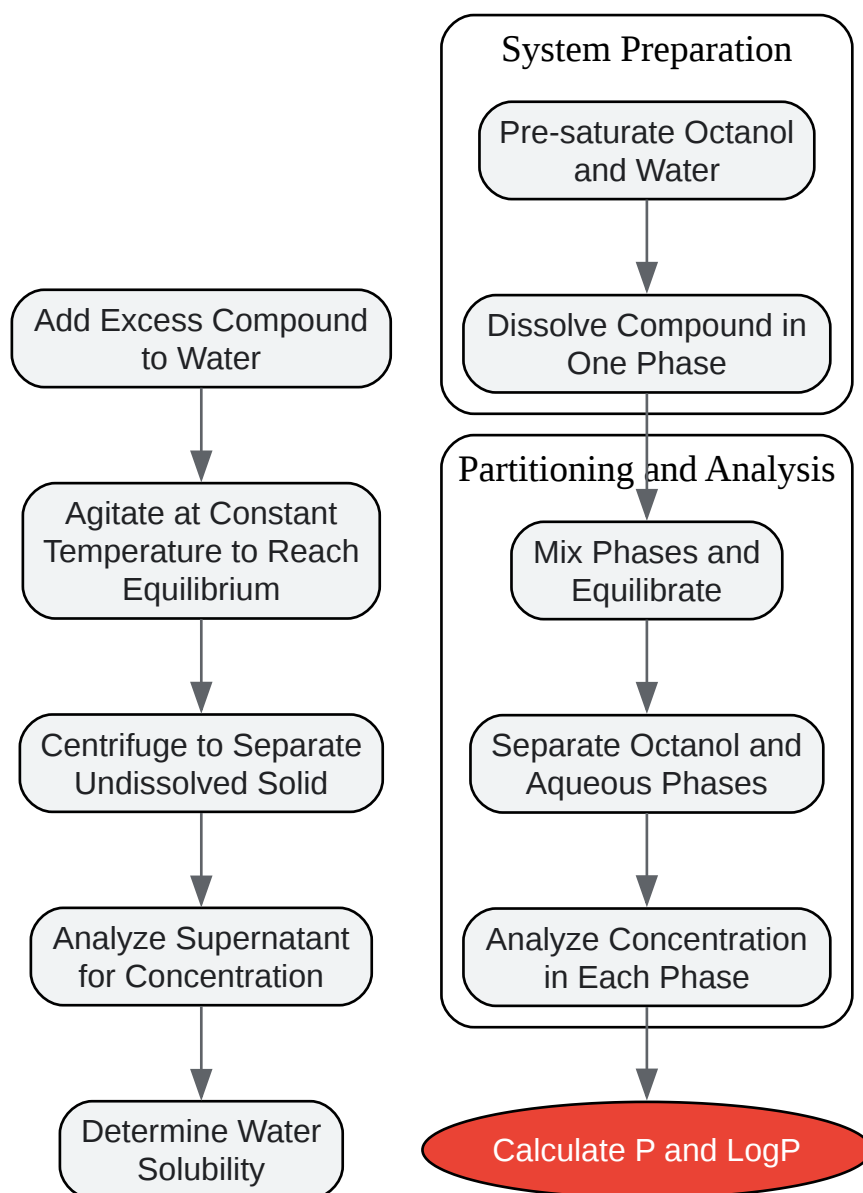 Add Excess Compound
to Water
Agitate at Constant
Temperature to Reach
Equilibrium
Centrifuge to Separate
Undissolved Solid
Analyze Supernatant
for Concentration
Determine Water
Solubility
System Preparation
Pre-saturate Octanol
and Water
Dissolve Compound in
One Phase
Partitioning and Analysis
Mix Phases and
Equilibrate
Separate Octanol and
Aqueous Phases
Analyze Concentration
in Each Phase
Calculate P and LogP